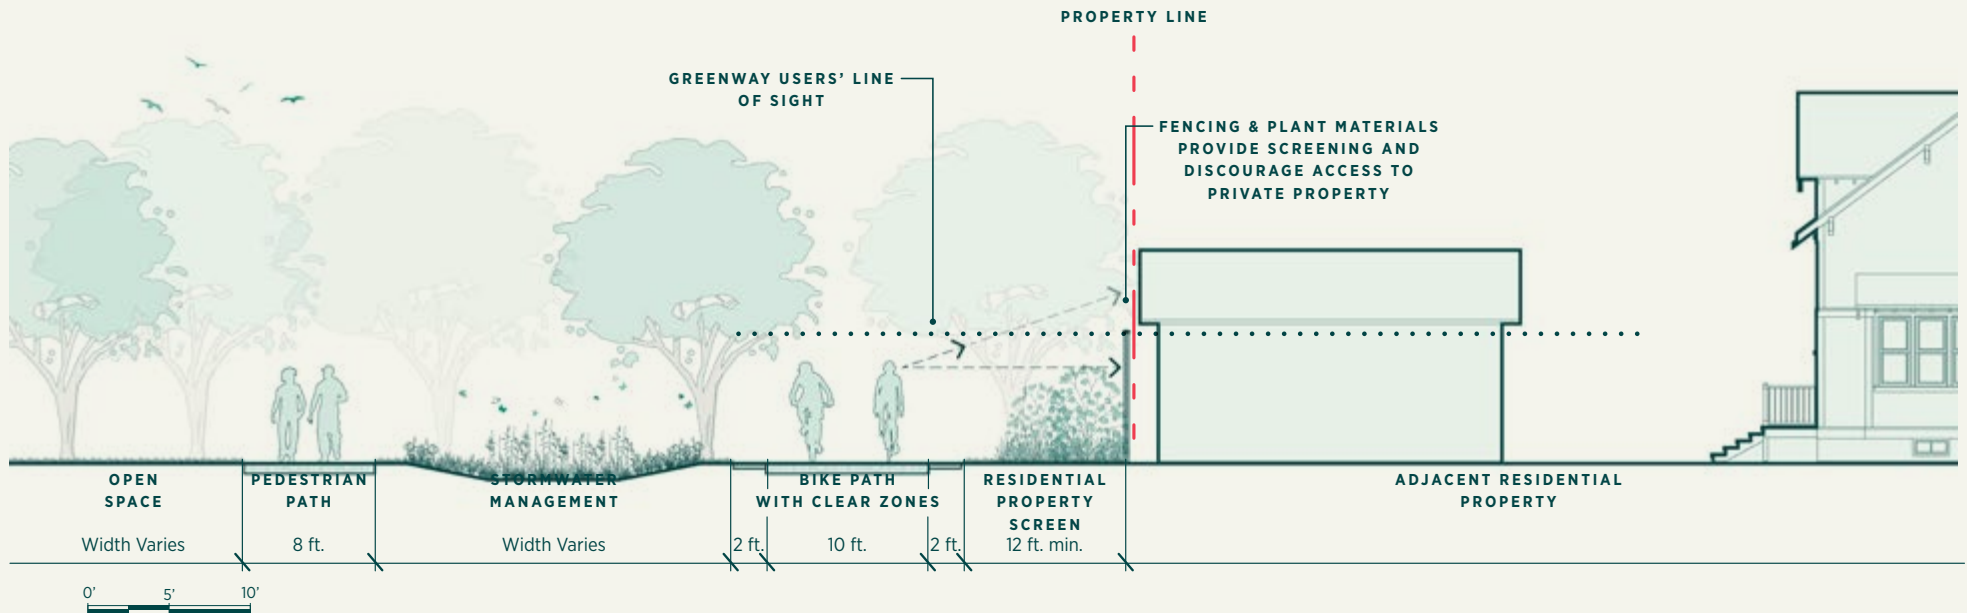 PROPERTY LINE
GREENWAY USERS’ LINE
OF SIGHT
FENCING & PLANT MATERIALS
PROVIDE SCREENING AND
DISCOURAGE ACCESS TO
PRIVATE PROPERTY
OPEN
SPACE
Width Varies
PEDESTRIAN
PATH
8 ft.
STORMWATER
MANAGEMENT
Width Varies
2 ft.
BIKE PATH
WITH CLEAR ZONES
10 ft.
2 ft.
RESIDENTIAL
PROPERTY
SCREEN
12 ft. min.
ADJACENT RESIDENTIAL
PROPERTY
0’ 5’ 10’